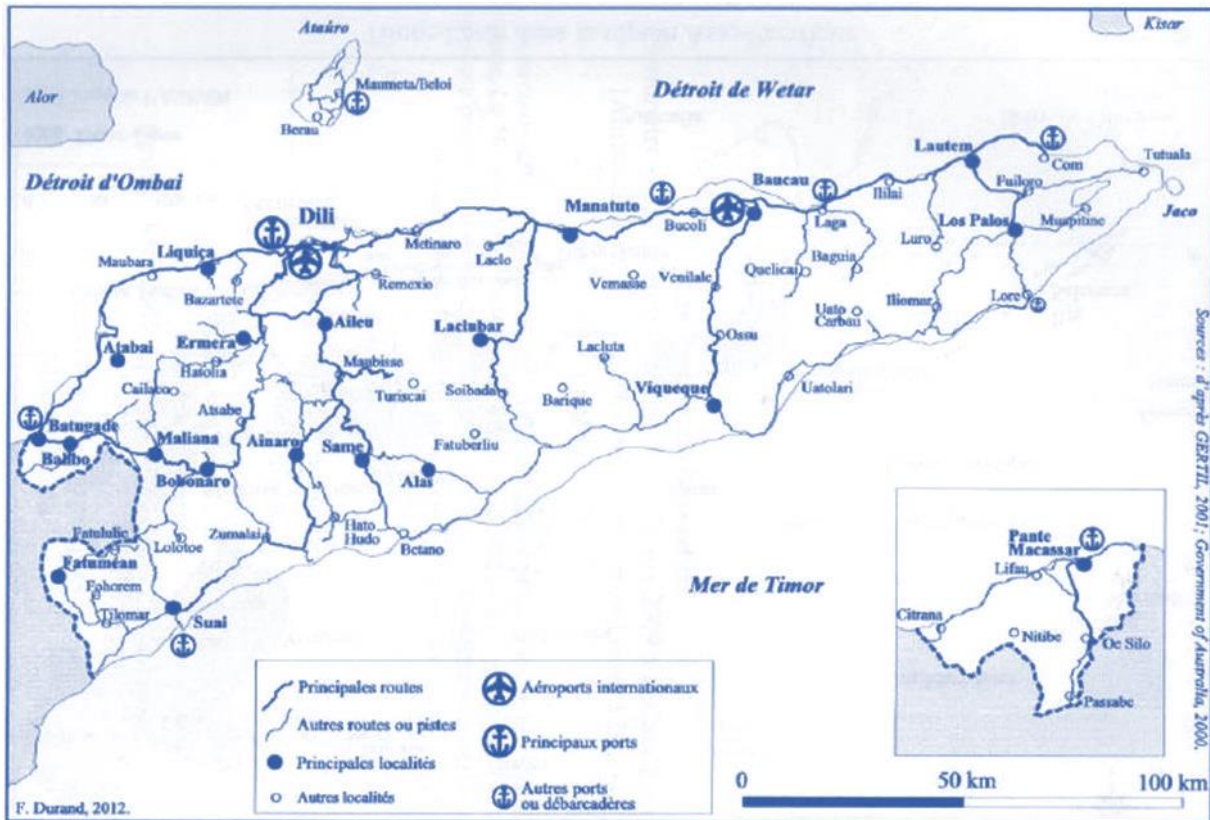 Alor
Ataúro
Maumeta/Beloi
Berau
Kisar
Détroit de Wetar
Détroit d'Ombai
Lautem
Com
Tutuala
Fuiloro
Jaco
Baucau
Ililai
Dili
Manatuto
Bucoli
Laga
Los Palos
Muapitine
Metinaro
Laclo
Liquiça
Maubara
Luro
Baguia
Quelicai
Bazartete
Remexio
Vemasse
Venilale
Lore
Iliomar
Uato
Carbau
Aileu
Laclubar
Ermera
Ossu
Atabai
Hatolia
Maubisse
Lacluta
Cailaco
Turiscai
Soibada
Barique
Viqueque
Uatolari
Atsabe
Batugade
Balibo
Maliana
Ainaro
Same
Fatuberliu
Bobonaro
Alas
Fatululic
Lolotoe
Zumalai
Hato
Hudo
Betano
Fatumean
Fohorem
Tilomar
Suai
Mer de Timor
Pante
Macassar
Lifau
Citrana
Nitibe
Oe Silo
Passabe
Principales routes
Autres routes ou pistes
Principales localités
Autres localités
Aéroports internationaux
Principaux ports
Autres ports
ou débarcadères
0 50 km 100 km
F. Durand, 2012.
Sources : d'après GERTIL, 2001; Government of Australia, 2000.